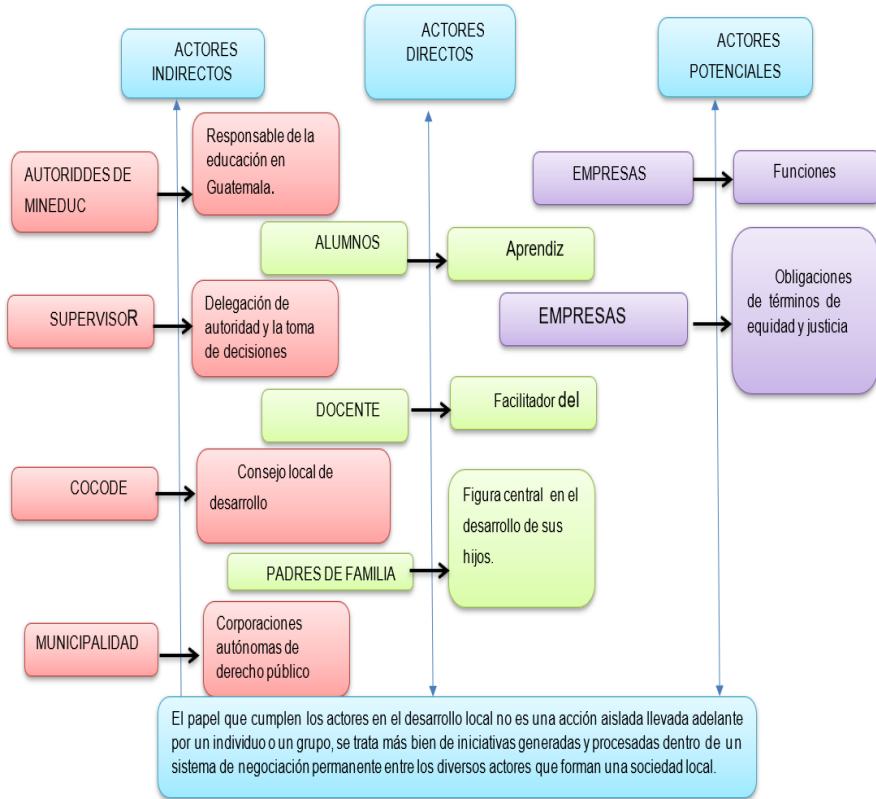 ACTORES
INDIRECTOS
ACTORES
DIRECTOS
ACTORES
POTENCIALES
AUTORIDDES DE
MINEDUC
Responsable de la
educación en
Guatemala.
SUPERVISOR
Delegación de
autoridad y la toma
de decisiones
COCODE
Consejo local de
desarrollo
MUNICIPALIDAD
Corporaciones
autónomas de
derecho público
ALUMNOS
Aprendiz
DOCENTE
Facilitador del
PADRES DE FAMILIA
Figura central en el
desarrollo de sus
hijos.
EMPRESAS
Funciones
EMPRESAS
Obligaciones
de términos de
equidad y justicia
El papel que cumplen los actores en el desarrollo local no es una acción aislada llevada adelante
por un individuo o un grupo, se trata más bien de iniciativas generadas y procesadas dentro de un
sistema de negociación permanente entre los diversos actores que forman una sociedad local.